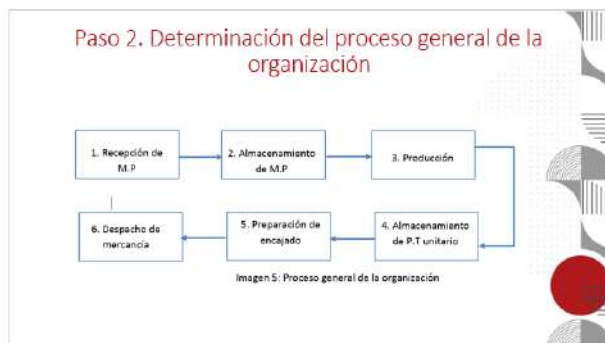 Paso 2. Determinación del proceso general de la
organización
1. Recepción de
M.P
2. Almacenamiento
de M.P
3. Producción
6. Despacho de
mercancía
5. Preparación de
encajado
4. Almacenamiento
de P.T unitario
Imagen 5: Proceso general de la organización